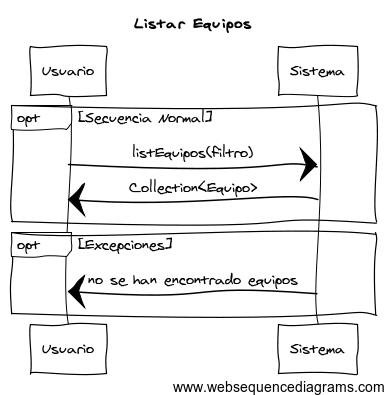 Listar Equipos
Usuario
Sistema
opt
[Secuencia Normal]
listEquipos(filtro)
Collection<Equipo>
opt
[Excepciones]
no se han encontrado equipos
Usuario
Sistema
www.websequencediagrams.com